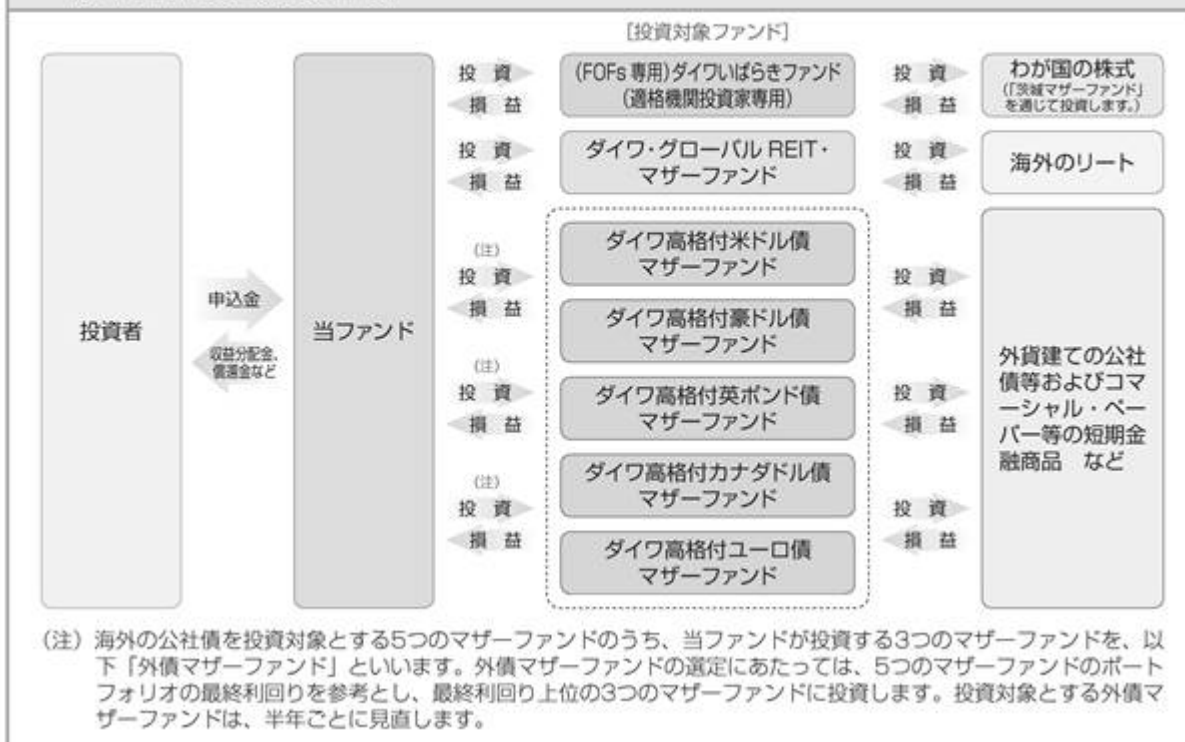 [投資対象ファンド]
投資者
申込金
収益分配金、
償還金など
当ファンド
投 資
損 益
(FOFs 専用)ダイワいばらきファンド
(適格機関投資家専用)
投 資
損 益
わが国の株式
(「茨城マザーファンド」
を通じて投資します。)
投 資
損 益
ダイワ・グローバル REIT・
マザーファンド
投 資
損 益
海外のリート
(注)
投 資
損 益
(注)
投 資
損 益
(注)
投 資
損 益
ダイワ高格付米ドル債
マザーファンド
ダイワ高格付豪ドル債
マザーファンド
ダイワ高格付英ポンド債
マザーファンド
ダイワ高格付カナダドル債
マザーファンド
ダイワ高格付ユーロ債
マザーファンド
投 資
損 益
投 資
損 益
投 資
損 益
外貨建ての公社
債等およびコマ
ーシャル・ペー
パー等の短期金
融商品 など
(注) 海外の公社債を投資対象とする5つのマザーファンドのうち、当ファンドが投資する3つのマザーファンドを、以
下「外債マザーファンド」といいます。外債マザーファンドの選定にあたっては、5つのマザーファンドのポート
フォリオの最終利回りを参考とし、最終利回り上位の3つのマザーファンドに投資します。投資対象とする外債マ
ザーファンドは、半年ごとに見直します。